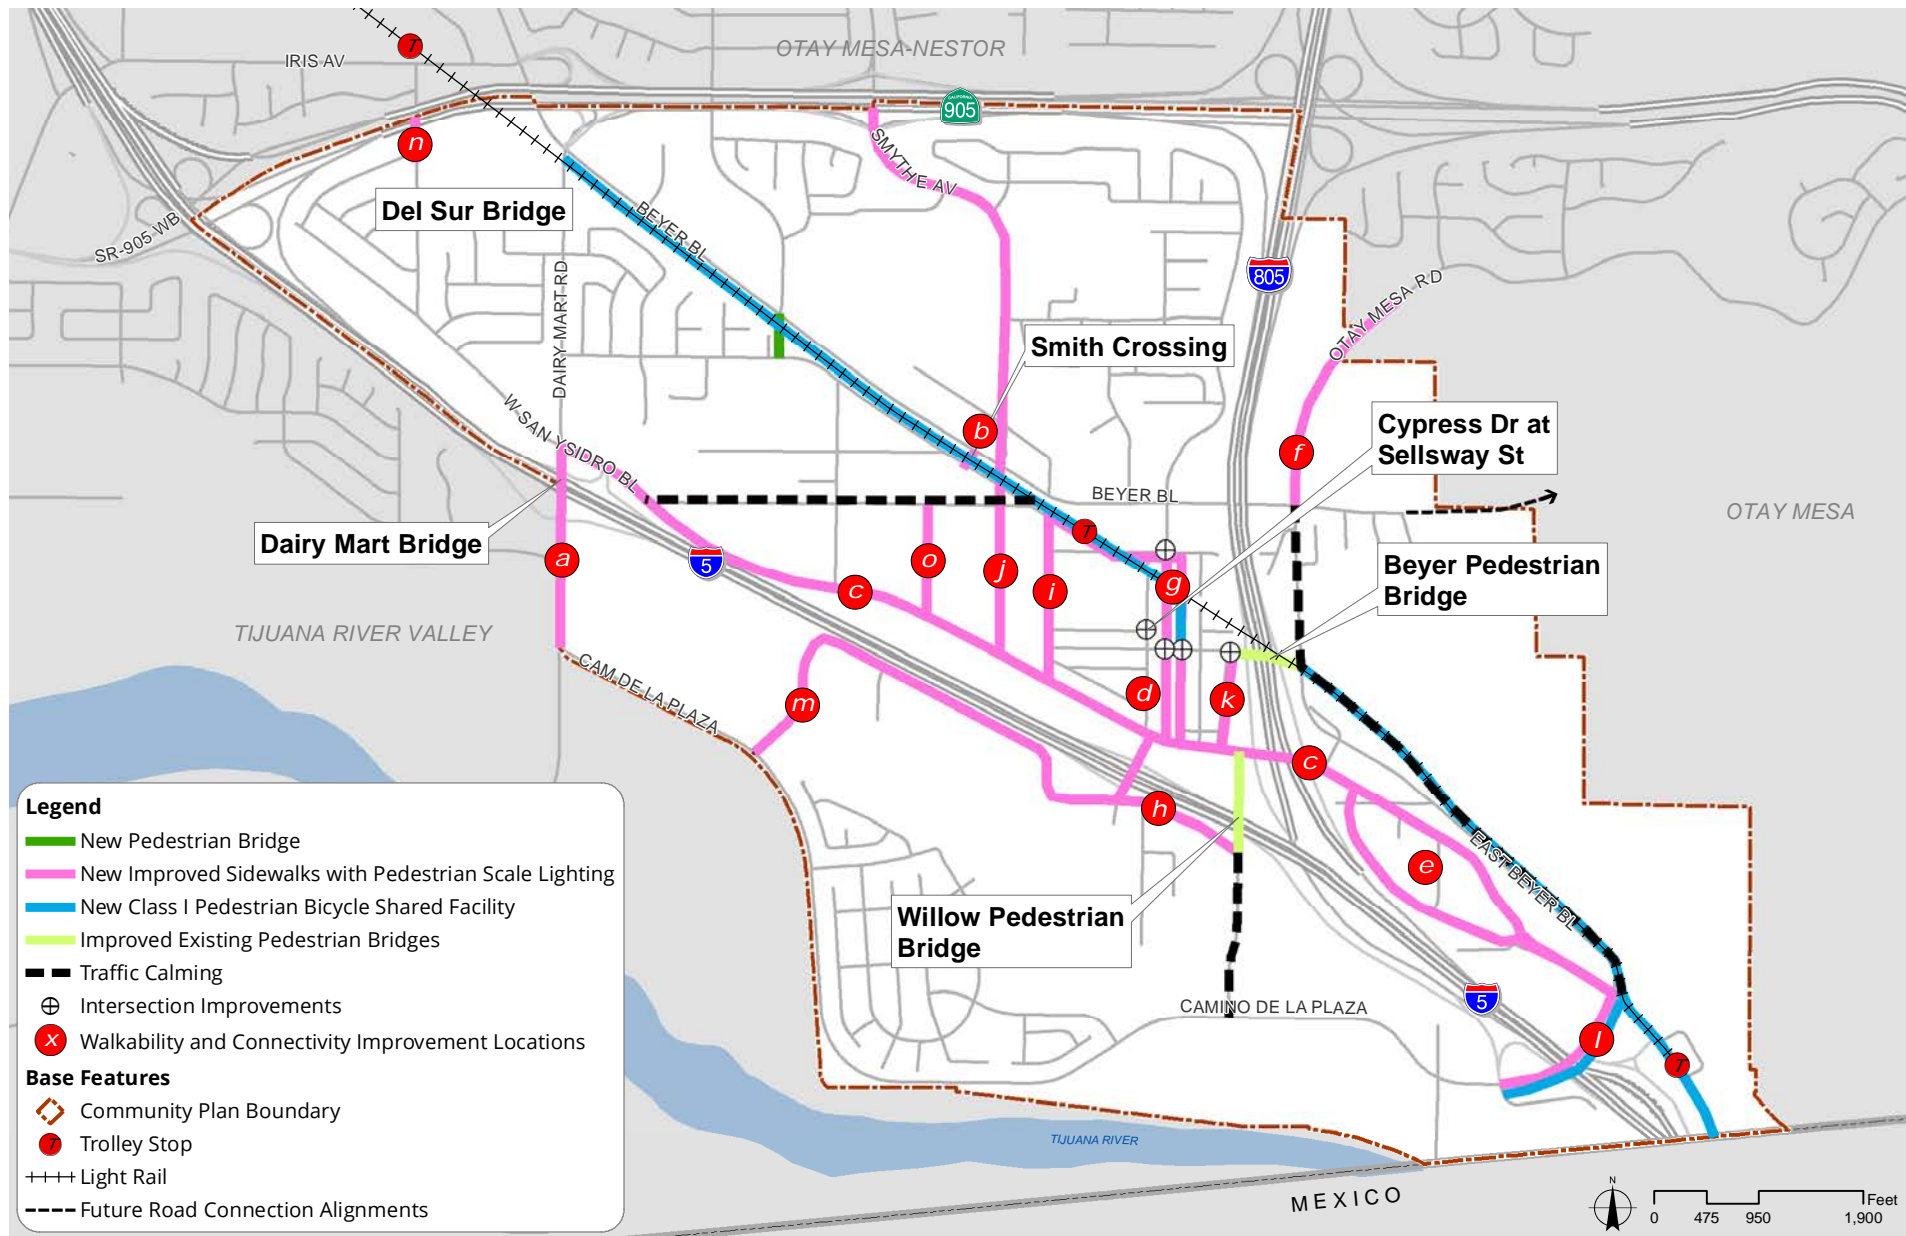 T
IRIS AV
OTAY MESA-NESTOR
CALIFORNIA
905
n
SMYTHE AV
Del Sur Bridge
SR-905 WB
BEYER BL
DAIRY MART RD
805
OTAY MESA RD
Smith Crossing
W SAN YSIDRO BL
b
f
Cypress Dr at
Sellsway St
BEYER BL
OTAY MESA
T
Dairy Mart Bridge
a
5
c
o
j
i
g
Beyer Pedestrian
Bridge
TIJUANA RIVER VALLEY
CAM DE LA PLAZA
m
d
k
c
h
e
EAST BEYER BL
Willow Pedestrian
Bridge
CAMINO DE LA PLAZA
5
l
T
TIJUANA RIVER
MEXICO
Legend
New Pedestrian Bridge
New Improved Sidewalks with Pedestrian Scale Lighting
New Class I Pedestrian Bicycle Shared Facility
Improved Existing Pedestrian Bridges
Traffic Calming
Intersection Improvements
x Walkability and Connectivity Improvement Locations
Base Features
Community Plan Boundary
T Trolley Stop
Light Rail
Future Road Connection Alignments
N
Feet
0 475 950 1,900